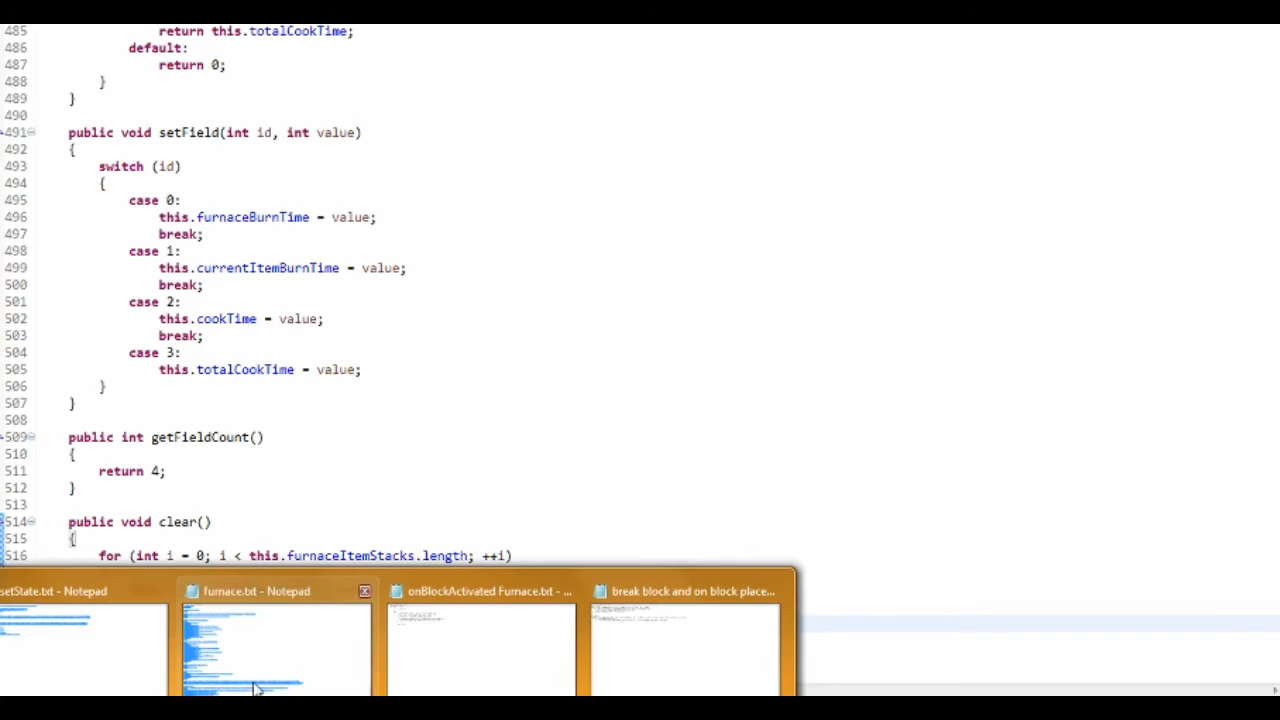 485 return this.totalCookTime;
486 default:
487 return 0;
488 }
489 }
490
491 public void setField(int id, int value)
492 {
493 switch (id)
494 {
495 case 0:
496 this.furnaceBurnTime = value;
497 break;
498 case 1:
499 this.currentItemBurnTime = value;
500 break;
501 case 2:
502 this.cookTime = value;
503 break;
504 case 3:
505 this.totalCookTime = value;
506 }
507 }
508
509 public int getFieldCount()
510 {
511 return 4;
512 }
513
514 public void clear()
515 {
516 for (int i = 0; i < this.furnaceItemStacks.length; ++i)
setState.txt - Notepad
furnace.txt - Notepad
onBlockActivated Furnace.txt - ...
break block and on block place...